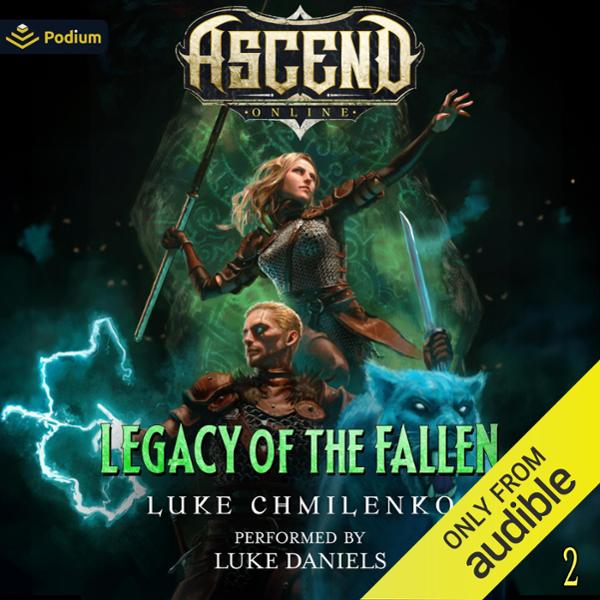 Podium
ASCEND
·ONLINE·
LEGACY OF THE FALLEN
LUKE CHMILENKO
PERFORMED BY
LUKE DANIELS
ONLY FROM
audible
2